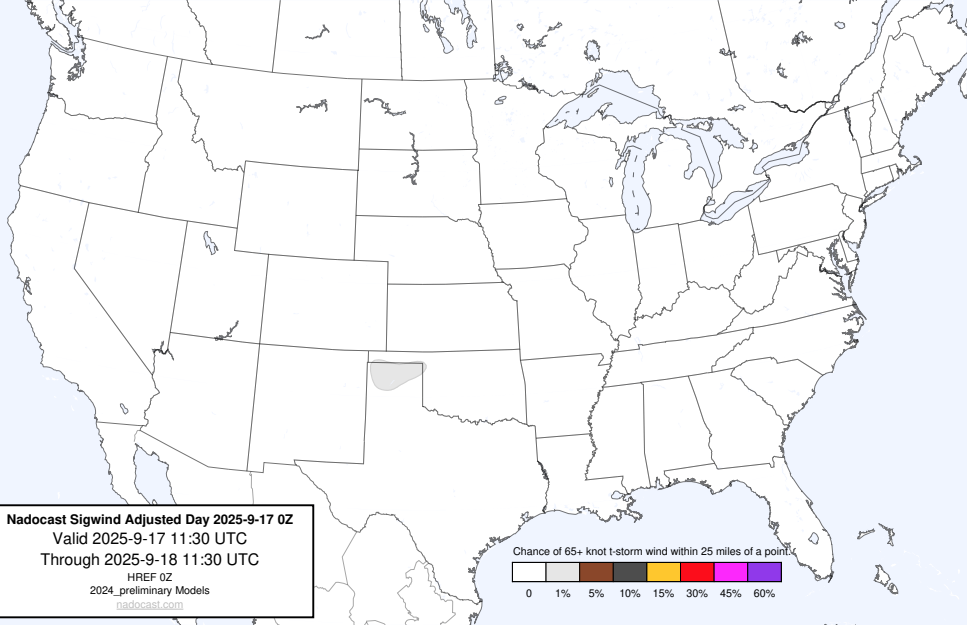 Nadocast Sigwind Adjusted Day 2025-9-17 0Z
Valid 2025-9-17 11:30 UTC
Through 2025-9-18 11:30 UTC
HREF 0Z
2024_preliminary Models
nadocast.com
Chance of 65+ knot t-storm wind within 25 miles of a point.
0 1% 5% 10% 15% 30% 45% 60%